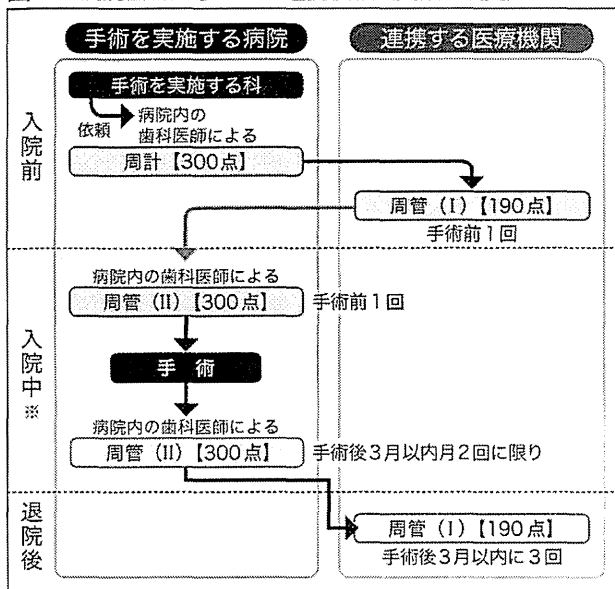 手術を実施する病院
連携する医療機関
入院前
手術を実施する科
依頼
病院内の
歯科医師による
周計【300点】
周管（I）【190点】
手術前1回
入院中※
病院内の歯科医師による
周管（II）【300点】
手術前1回
手術
病院内の歯科医師による
周管（II）【300点】
手術後3月以内月2回に限り
退院後
周管（I）【190点】
手術後3月以内に3回